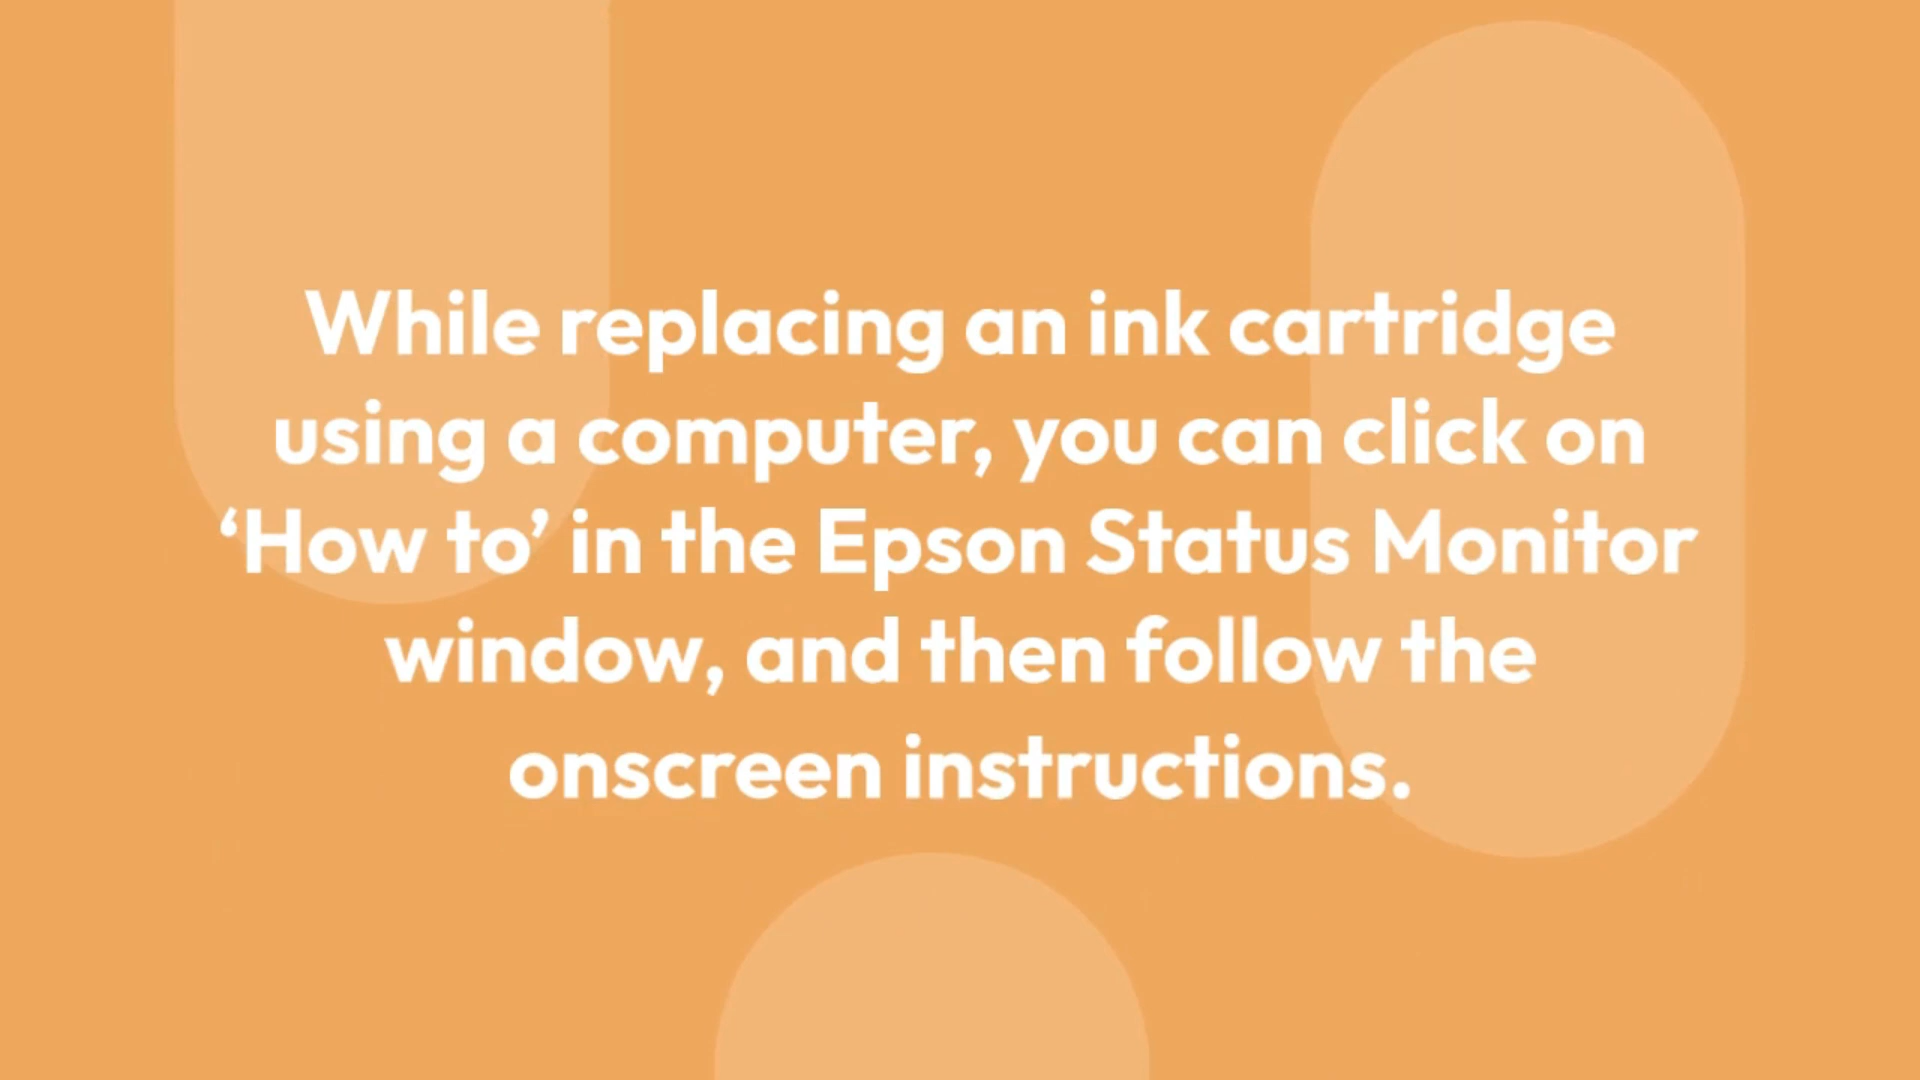 While replacing an ink cartridge
using a computer, you can click on
‘How to’ in the Epson Status Monitor
window, and then follow the
onscreen instructions.